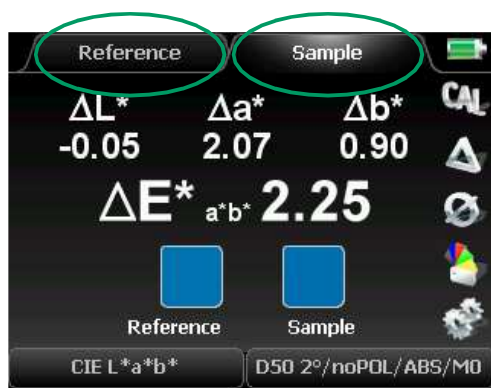 Reference Sample
ΔL* Δa* Δb*
-0.05 2.07 0.90
CAL
ΔE* a*b* 2.25
Reference Sample
CIE L*a*b* D50 2°/noPOL/ABS/M0